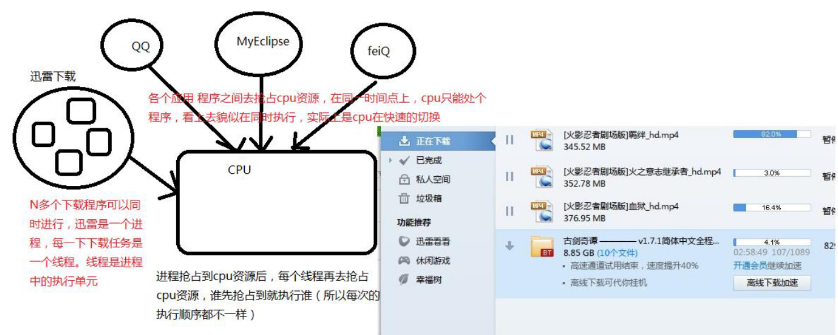 QQ
MyEclipse
feiQ
迅雷下载
各个应用 程序之间去抢占cpu资源，在同一时间点上，cpu只能处个
程序，看上去貌似在同时执行，实际上是cpu在快速的切换
CPU
N多个下载程序可以同
时进行，迅雷是一个进
程，每一下下载任务是
一个线程。线程是进程
中的执行单元
进程抢占到cpu资源后，每个线程再去抢占
cpu资源，谁先抢占到就执行谁（所以每次的
执行顺序都不一样）
正在下载
已完成
私人空间
垃圾箱
功能推荐
迅雷看看
休闲游戏
幸福树
[火影忍者剧场版]羁绊_hd.mp4
345.52 MB
82.0%
暂停
[火影忍者剧场版]火之意志继承者_hd.mp4
352.78 MB
3.0%
[火影忍者剧场版]血狱_hd.mp4
376.95 MB
16.4%
古剑奇谭 ———— v1.7.1简体中文全程...
8.85 GB (10个文件)
4.1%
02:58:49 107/1089
• 高速通道试用结束，速度提升40%
开通会员继续加速
• 离线下载可代你挂机
离线下载加速